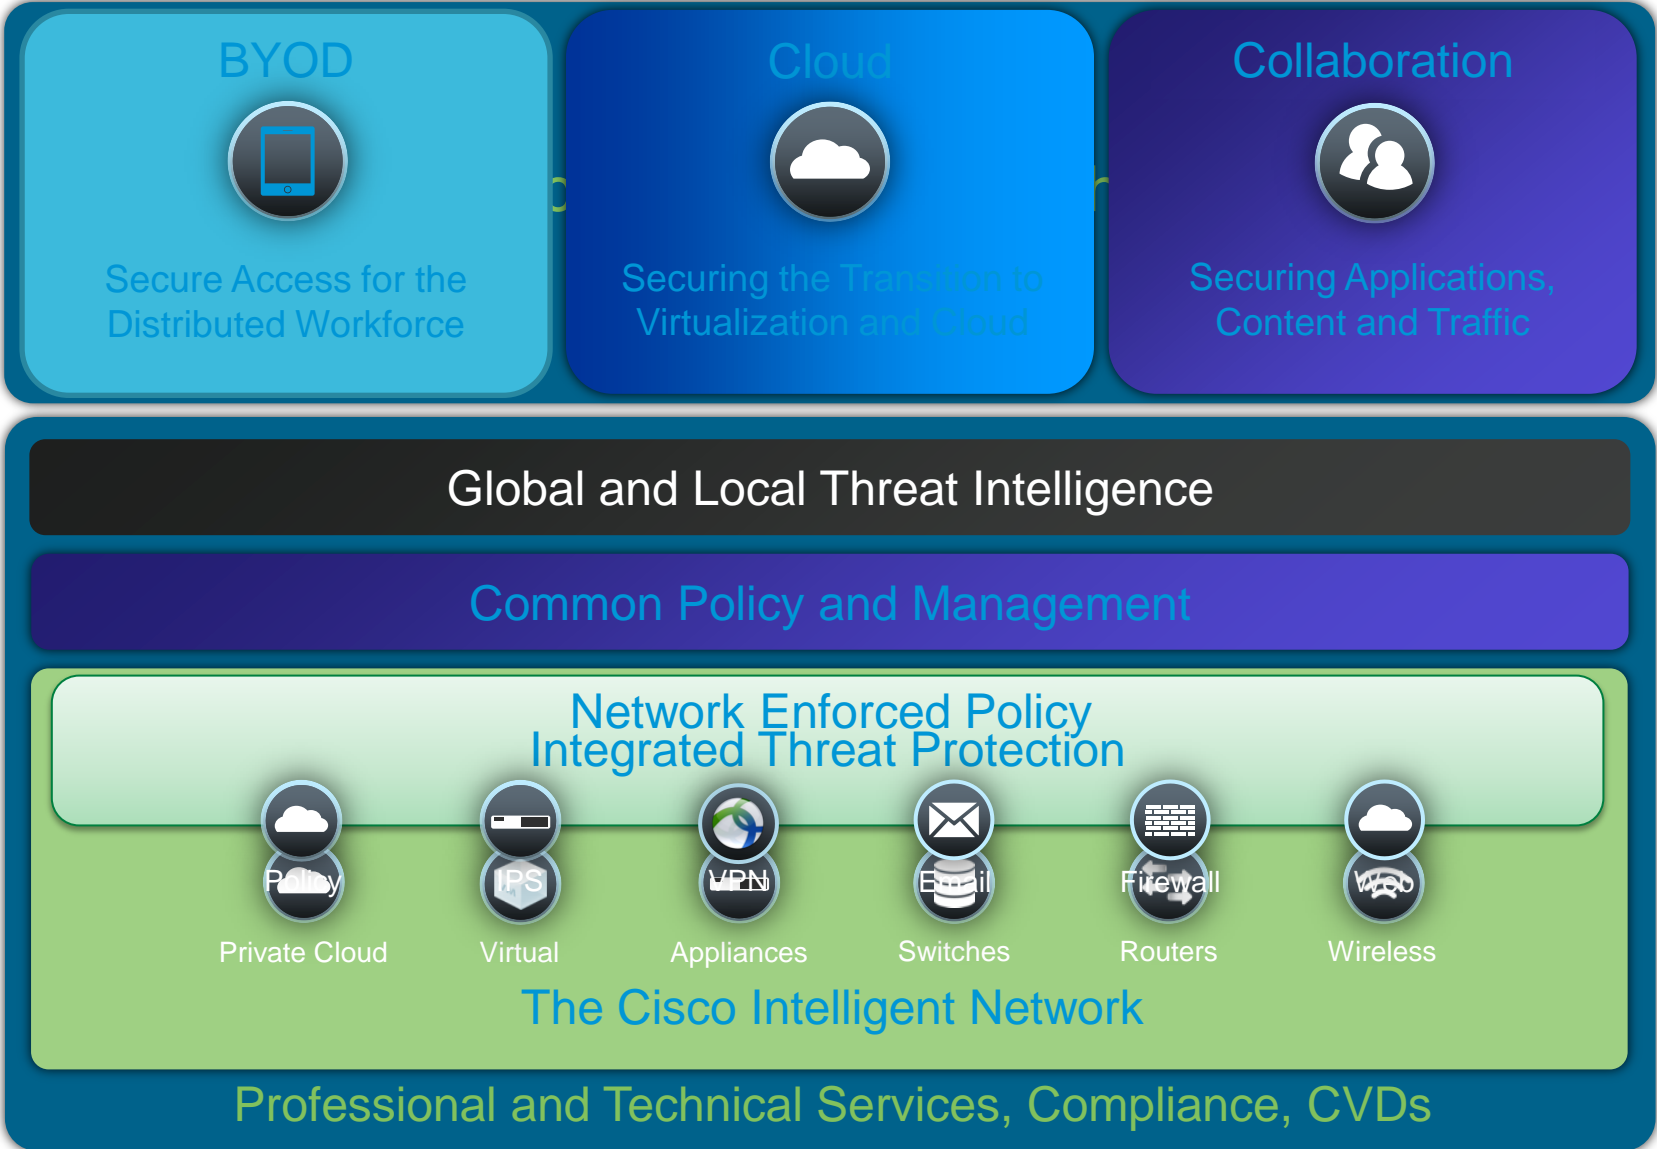 BYOD
Cloud
Collaboration
Secure Access for the
Distributed Workforce
Securing the Transition to
Virtualization and Cloud
Securing Applications,
Content and Traffic
Global and Local Threat Intelligence
Common Policy and Management
Network Enforced Policy
Integrated Threat Protection
Policy
IPS
VPN
Email
Firewall
Web
Private Cloud
Virtual
Appliances
Switches
Routers
Wireless
The Cisco Intelligent Network
Professional and Technical Services, Compliance, CVDs